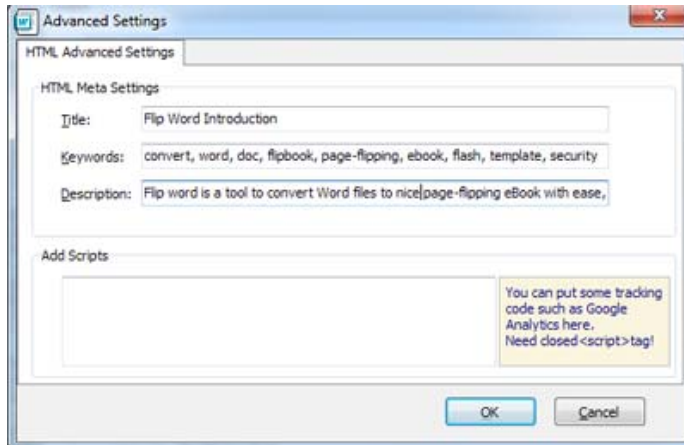 Advanced Settings
HTML Advanced Settings
HTML Meta Settings
Title: Flip Word Introduction
Keywords: convert, word, doc, flipbook, page-flipping, ebook, flash, template, security
Description: Flip word is a tool to convert Word files to nice page-flipping eBook with ease,
Add Scripts
You can put some tracking
code such as Google
Analytics here.
Need closed<script>tag!
OK Cancel